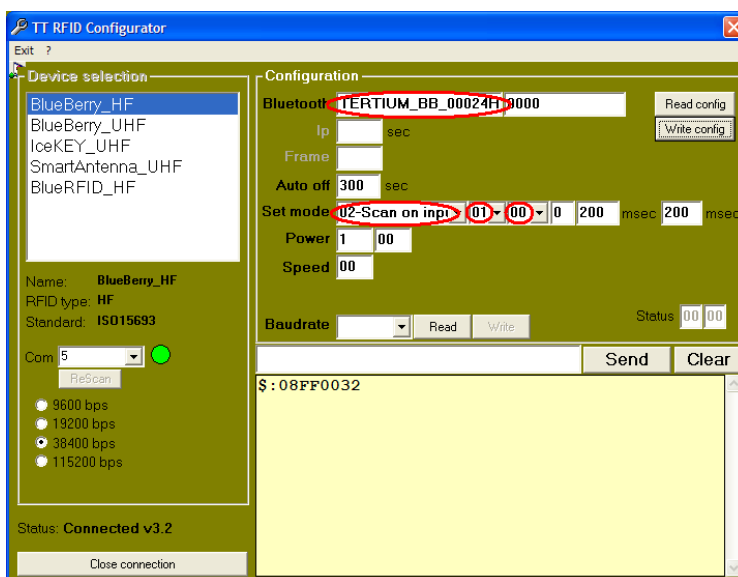 TT RFID Configurator
Exit ?
Device selection
BlueBerry_HF
BlueBerry_UHF
IceKEY_UHF
SmartAntenna_UHF
BlueRFID_HF
Name: BlueBerry_HF
RFID type: HF
Standard: ISO15693
Com 5
ReScan
9600 bps
19200 bps
38400 bps
115200 bps
Status: Connected v3.2
Close connection
Configuration
Bluetooth TERTIUM_BB_00024H 0000 Read config
Ip sec Write config
Frame
Auto off 300 sec
Set mode 02-Scan on inpu 01 00 0 200 msec 200 msec
Power 1 00
Speed 00
Baudrate Read Write Status 00 00
Send Clear
$:08FF0032